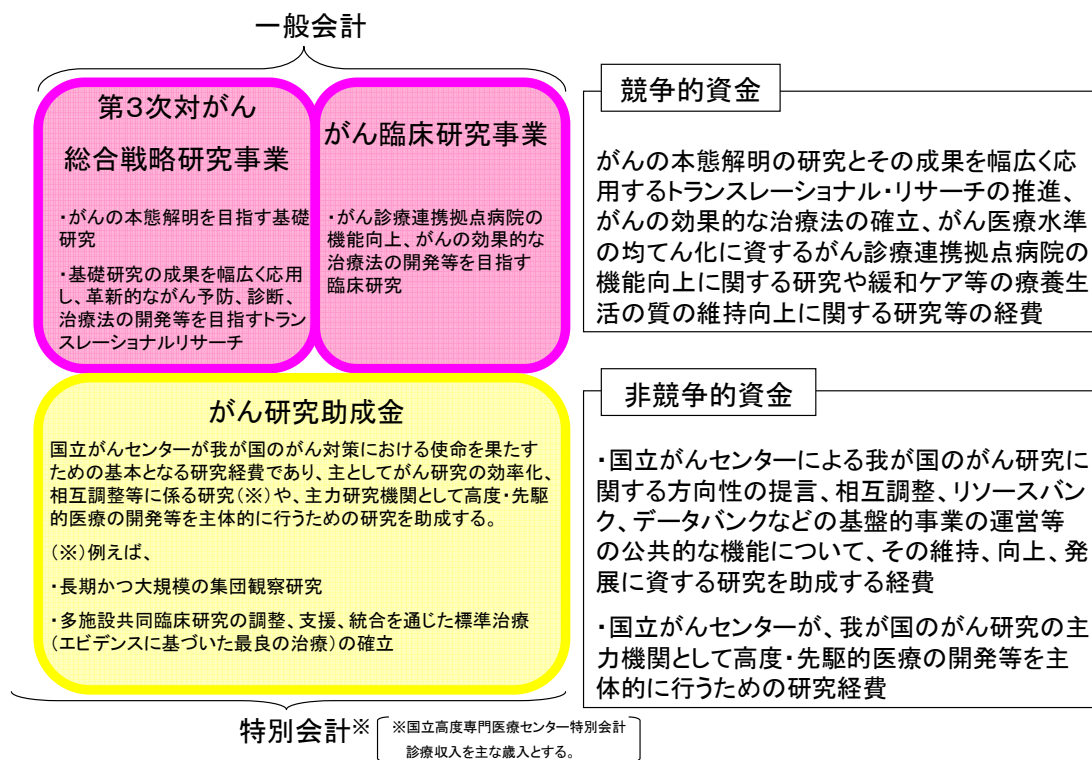 一般会計
第３次対がん
総合戦略研究事業
・がんの本態解明を目指す基礎
研究
・基礎研究の成果を幅広く応用
し、革新的ながん予防、診断、
治療法の開発等を目指すトラン
スレーショナルリサーチ
がん臨床研究事業
・がん診療連携拠点病院の
機能向上、がんの効果的な
治療法の開発等を目指す
臨床研究
競争的資金
がんの本態解明の研究とその成果を幅広く応
用するトランスレーショナル・リサーチの推進、
がんの効果的な治療法の確立、がん医療水準
の均てん化に資するがん診療連携拠点病院の
機能向上に関する研究や緩和ケア等の療養生
活の質の維持向上に関する研究等の経費
がん研究助成金
国立がんセンターが我が国のがん対策における使命を果たす
ための基本となる研究経費であり、主としてがん研究の効率化、
相互調整等に係る研究（※）や、主力研究機関として高度・先駆
的医療の開発等を主体的に行うための研究を助成する。
（※）例えば、
・長期かつ大規模の集団観察研究
・多施設共同臨床研究の調整、支援、統合を通じた標準治療
（エビデンスに基づいた最良の治療）の確立
非競争的資金
・国立がんセンターによる我が国のがん研究に
関する方向性の提言、相互調整、リソースバン
ク、データバンクなどの基盤的事業の運営等
の公共的な機能について、その維持、向上、発
展に資する研究を助成する経費
・国立がんセンターが、我が国のがん研究の主
力機関として高度・先駆的医療の開発等を主
体的に行うための研究経費
特別会計※
※国立高度専門医療センター特別会計
診療収入を主な歳入とする。